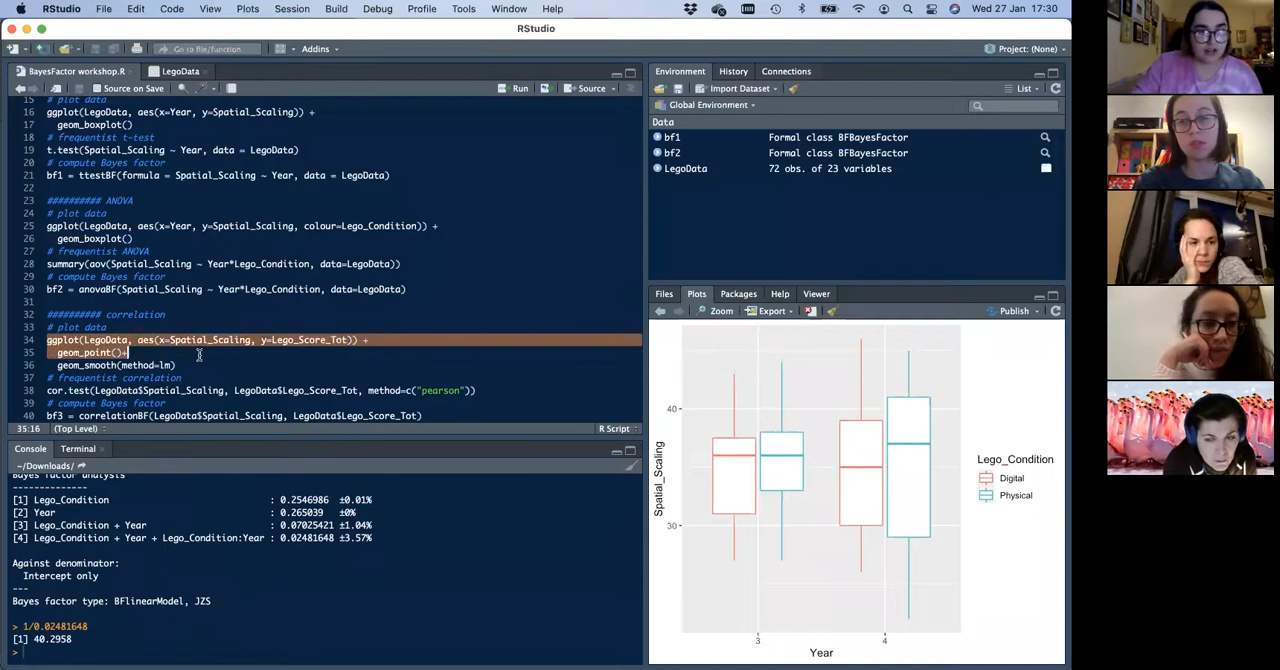 RStudio File Edit Code View Plots Session Build Debug Profile Tools Window Help Wed 27 Jan 17:30
RStudio
Go to file/function Addins Project: (None)
BayesFactor workshop.R LegoData
Source on Save Run Source
15 # plot data
16 ggplot(LegoData, aes(x=Year, y=Spatial_Scaling)) +
17 geom_boxplot()
18 # frequentist t-test
19 t.test(Spatial_Scaling ~ Year, data = LegoData)
20 # compute Bayes factor
21 bf1 = ttestBF(formula = Spatial_Scaling ~ Year, data = LegoData)
22
23 ########## ANOVA
24 # plot data
25 ggplot(LegoData, aes(x=Year, y=Spatial_Scaling, colour=Lego_Condition)) +
26 geom_boxplot()
27 # frequentist ANOVA
28 summary(aov(Spatial_Scaling ~ Year*Lego_Condition, data=LegoData))
29 # compute Bayes factor
30 bf2 = anovaBF(Spatial_Scaling ~ Year*Lego_Condition, data=LegoData)
31
32 ########## correlation
33 # plot data
34 ggplot(LegoData, aes(x=Spatial_Scaling, y=Lego_Score_Tot)) +
35 geom_point()+
36 geom_smooth(method=lm)
37 # frequentist correlation
38 cor.test(LegoData$Spatial_Scaling, LegoData$Lego_Score_Tot, method=c("pearson"))
39 # compute Bayes factor
40 bf3 = correlationBF(LegoData$Spatial_Scaling, LegoData$Lego_Score_Tot)
35:16 (Top Level) R Script
Console Terminal
~/Downloads/
Bayes factor analysis
--------------
[1] Lego_Condition : 0.2546986 ±0.01%
[2] Year : 0.265039 ±0%
[3] Lego_Condition + Year : 0.07025421 ±1.04%
[4] Lego_Condition + Year + Lego_Condition:Year : 0.02481648 ±3.57%
Against denominator:
Intercept only
---
Bayes factor type: BFlinearModel, JZS
> 1/0.02481648
[1] 40.2958
>
Environment History Connections
Import Dataset List
Global Environment
Data
bf1 Formal class BFBayesFactor
bf2 Formal class BFBayesFactor
LegoData 72 obs. of 23 variables
Files Plots Packages Help Viewer
Zoom Export Publish
Spatial_Scaling
40
30
3 4
Year
Lego_Condition
Digital
Physical